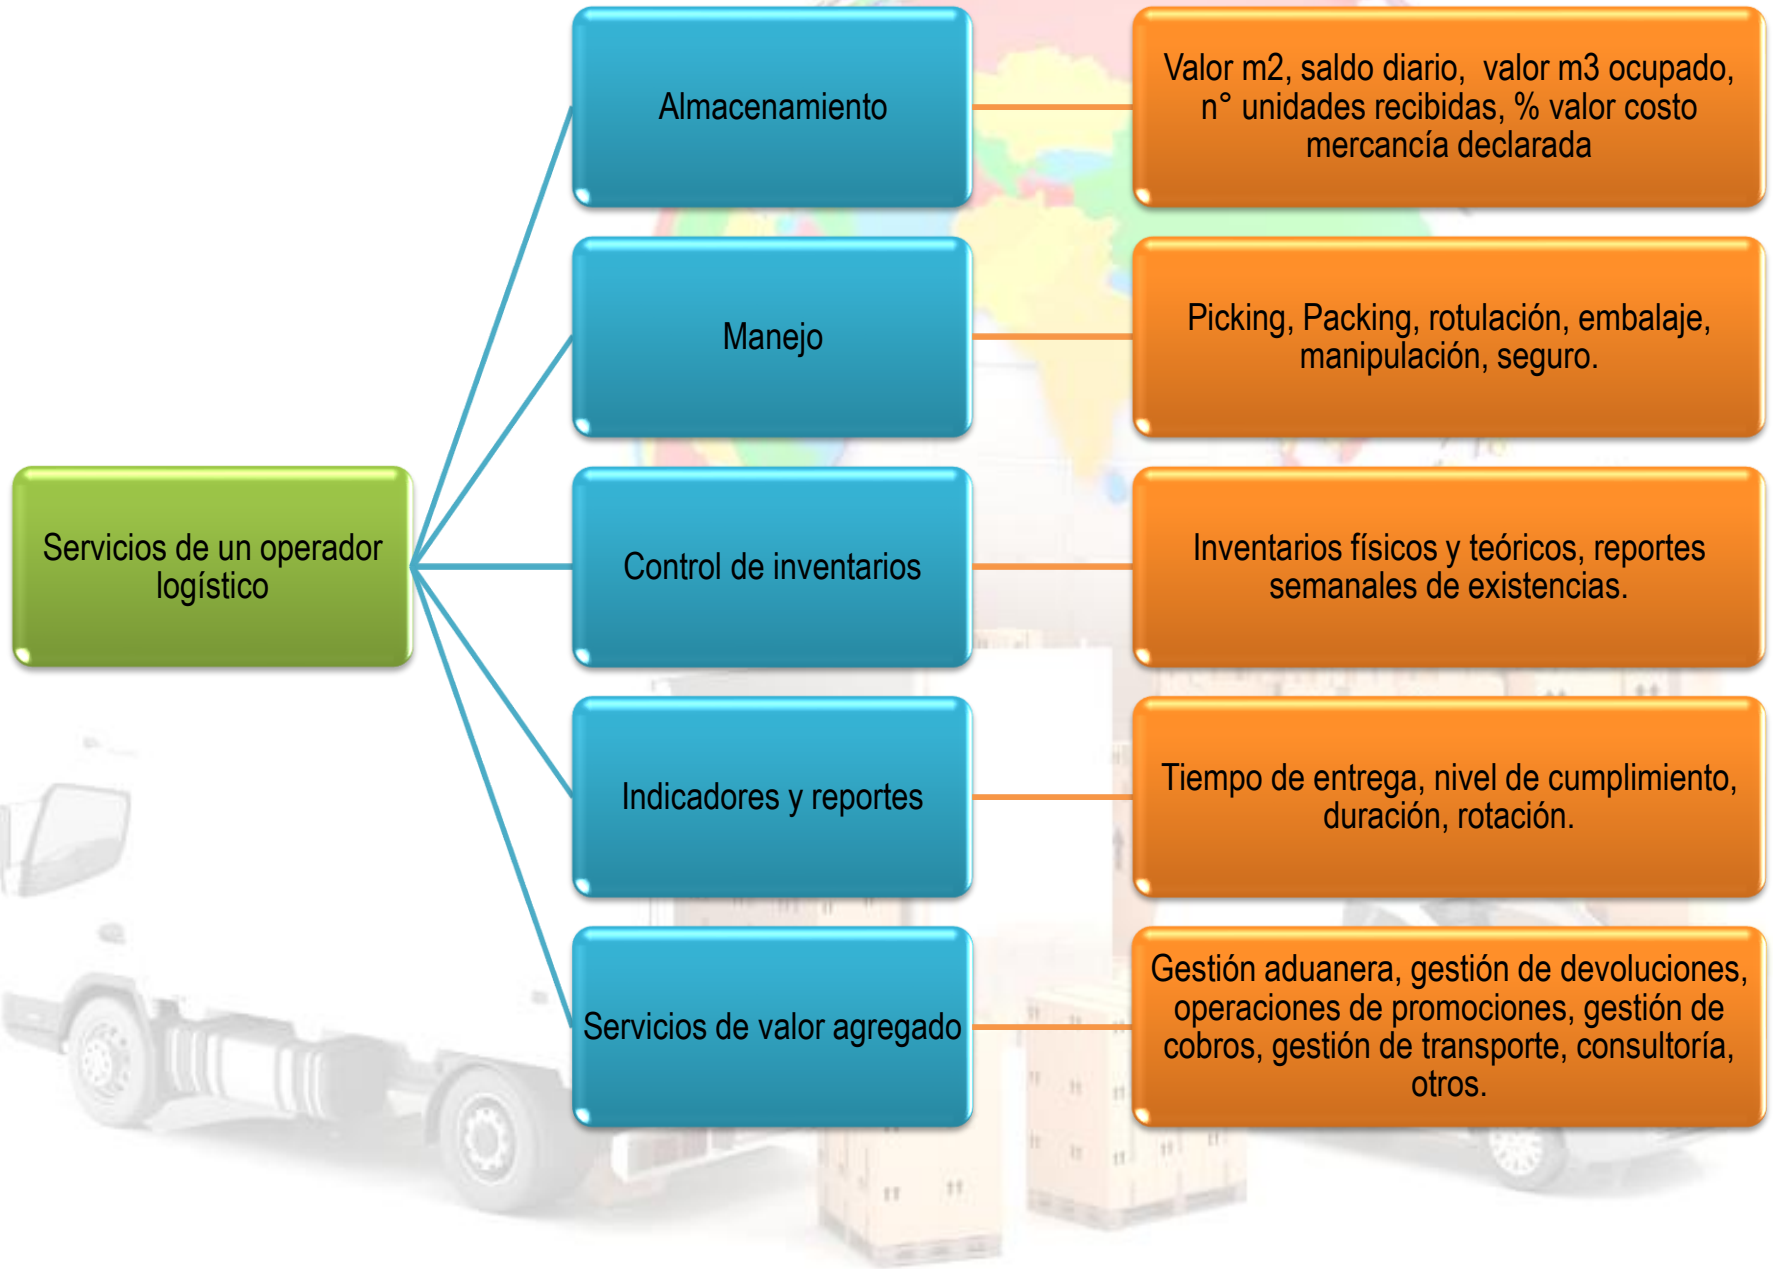 Servicios de un operador
logístico
Almacenamiento
Valor m2, saldo diario,  valor m3 ocupado,
n° unidades recibidas, % valor costo
mercancía declarada
Manejo
Picking, Packing, rotulación, embalaje,
manipulación, seguro.
Control de inventarios
Inventarios físicos y teóricos, reportes
semanales de existencias.
Indicadores y reportes
Tiempo de entrega, nivel de cumplimiento,
duración, rotación.
Servicios de valor agregado
Gestión aduanera, gestión de devoluciones,
operaciones de promociones, gestión de
cobros, gestión de transporte, consultoría,
otros.